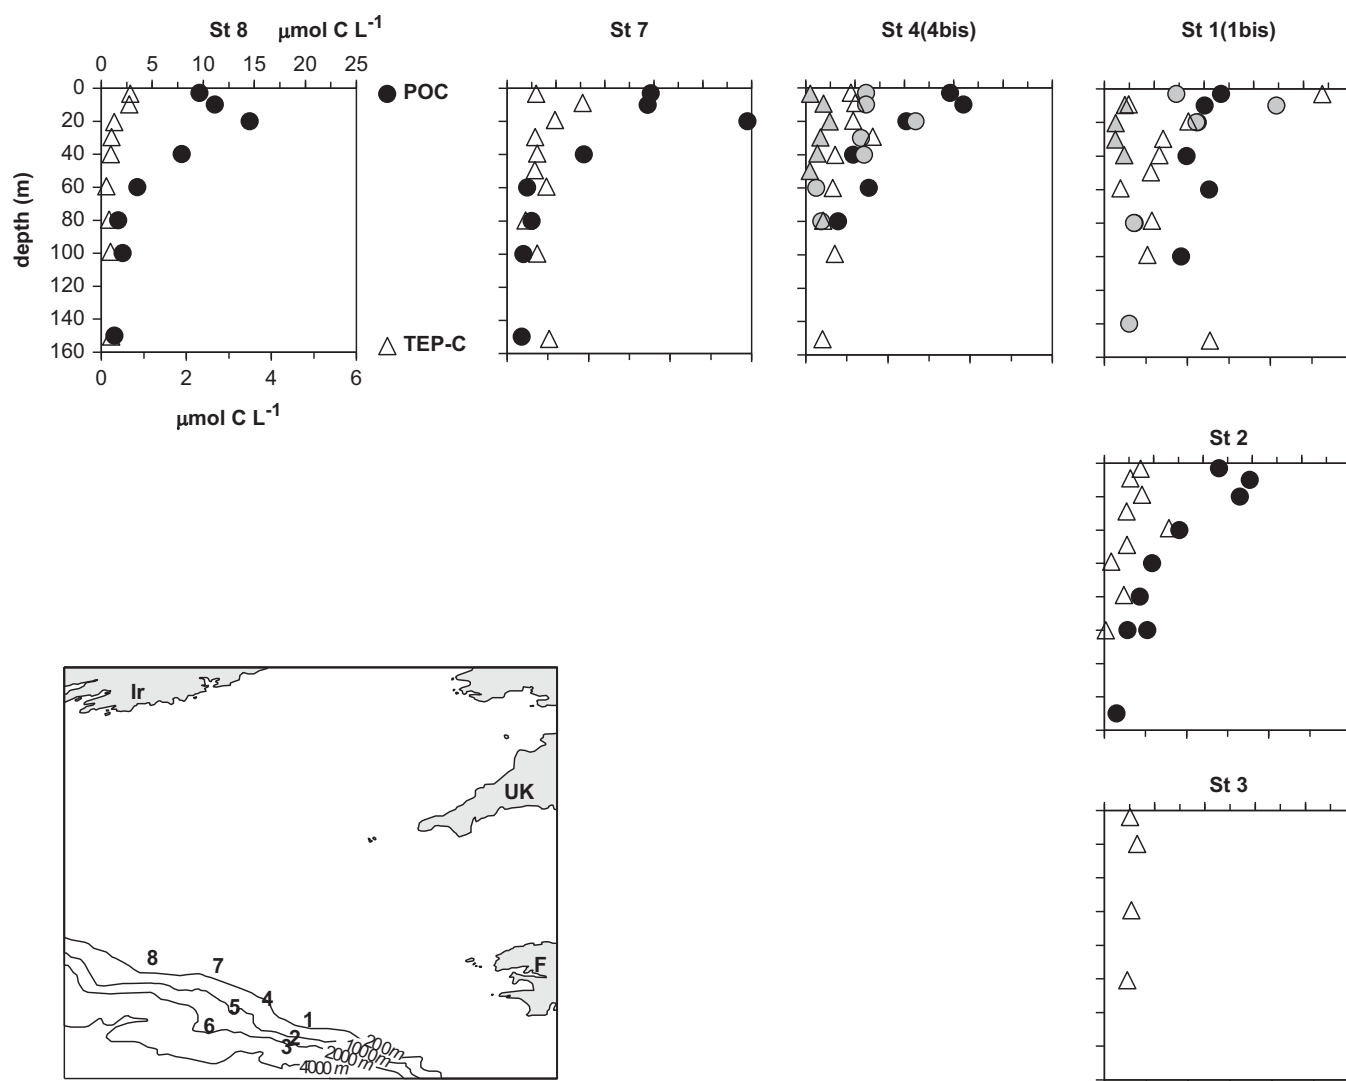 St 8 μmol C L-1 St 7 St 4(4bis) St 1(1bis)
0 5 10 15 20 25
POC
TEP-C
depth (m)
0
20
40
60
80
100
120
140
160
0 2 4 6
μmol C L-1
St 2
St 3
Ir
UK
F
8
7
5
4
6
1
2
3
200m
1000m
2000 m
4000 m